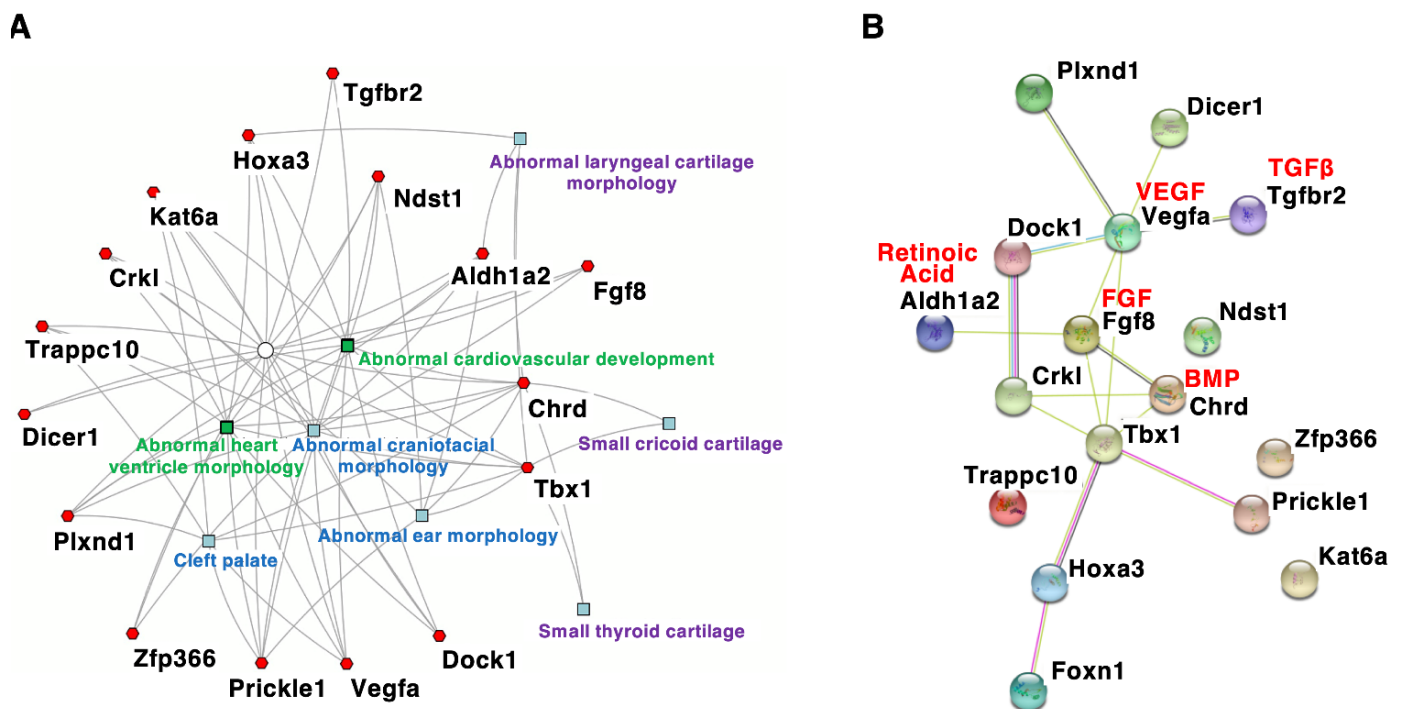 A
Tgfbr2
Hoxa3
Abnormal laryngeal cartilage
morphology
Ndst1
Kat6a
Crkl
Aldh1a2
Fgf8
Trappc10
Abnormal cardiovascular development
Chrd
Dicer1
Abnormal heart
ventricle morphology
Abnormal craniofacial
morphology
Small cricoid cartilage
Tbx1
Plxnd1
Abnormal ear morphology
Cleft palate
Small thyroid cartilage
Zfp366
Dock1
Prickle1
Vegfa
B
Plxnd1
Dicer1
TGFβ
Tgfbr2
VEGF
Vegfa
Dock1
Retinoic
Acid
Aldh1a2
FGF
Fgf8
Ndst1
Crkl
BMP
Chrd
Tbx1
Zfp366
Trappc10
Prickle1
Kat6a
Hoxa3
Foxn1